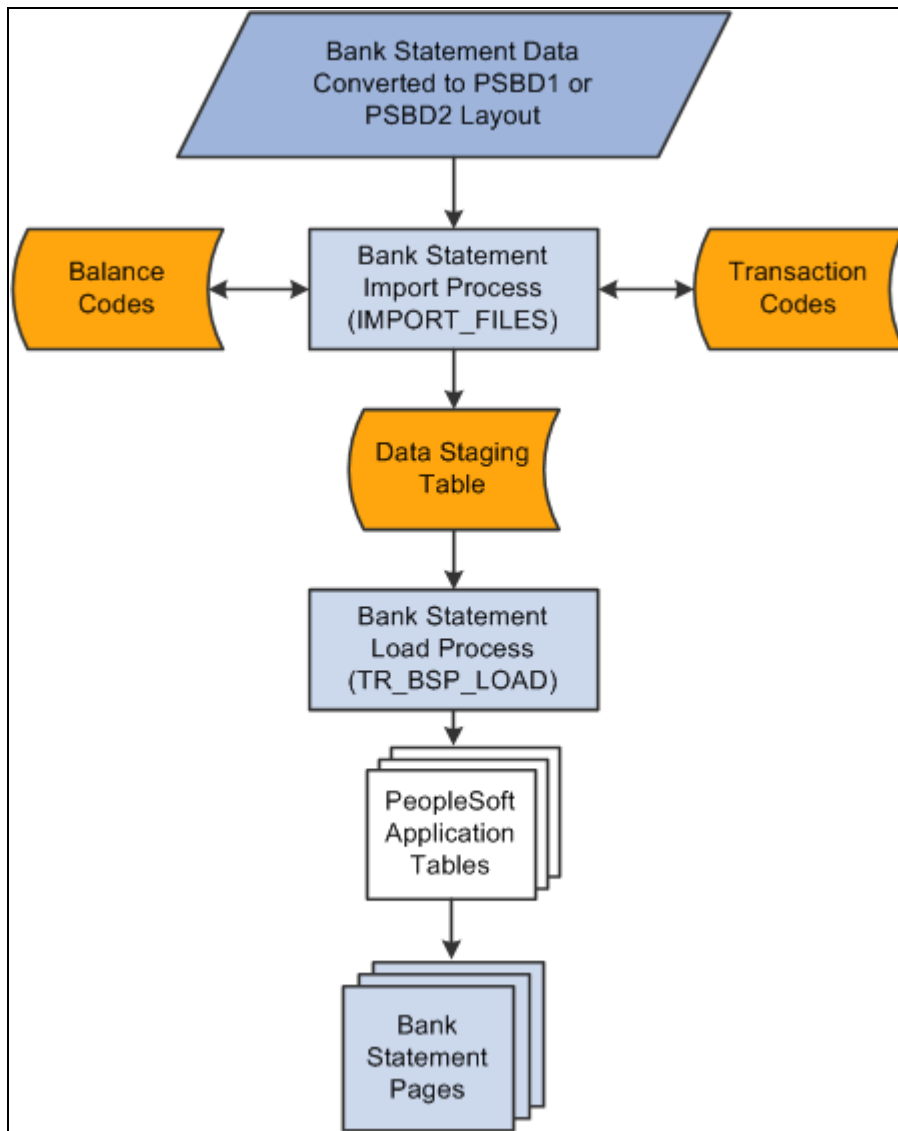 Bank Statement Data
Converted to PSBD1 or
PSBD2 Layout
Balance
Codes
Bank Statement
Import Process
(IMPORT_FILES)
Transaction
Codes
Data Staging
Table
Bank Statement
Load Process
(TR_BSP_LOAD)
PeopleSoft
Application
Tables
Bank
Statement
Pages